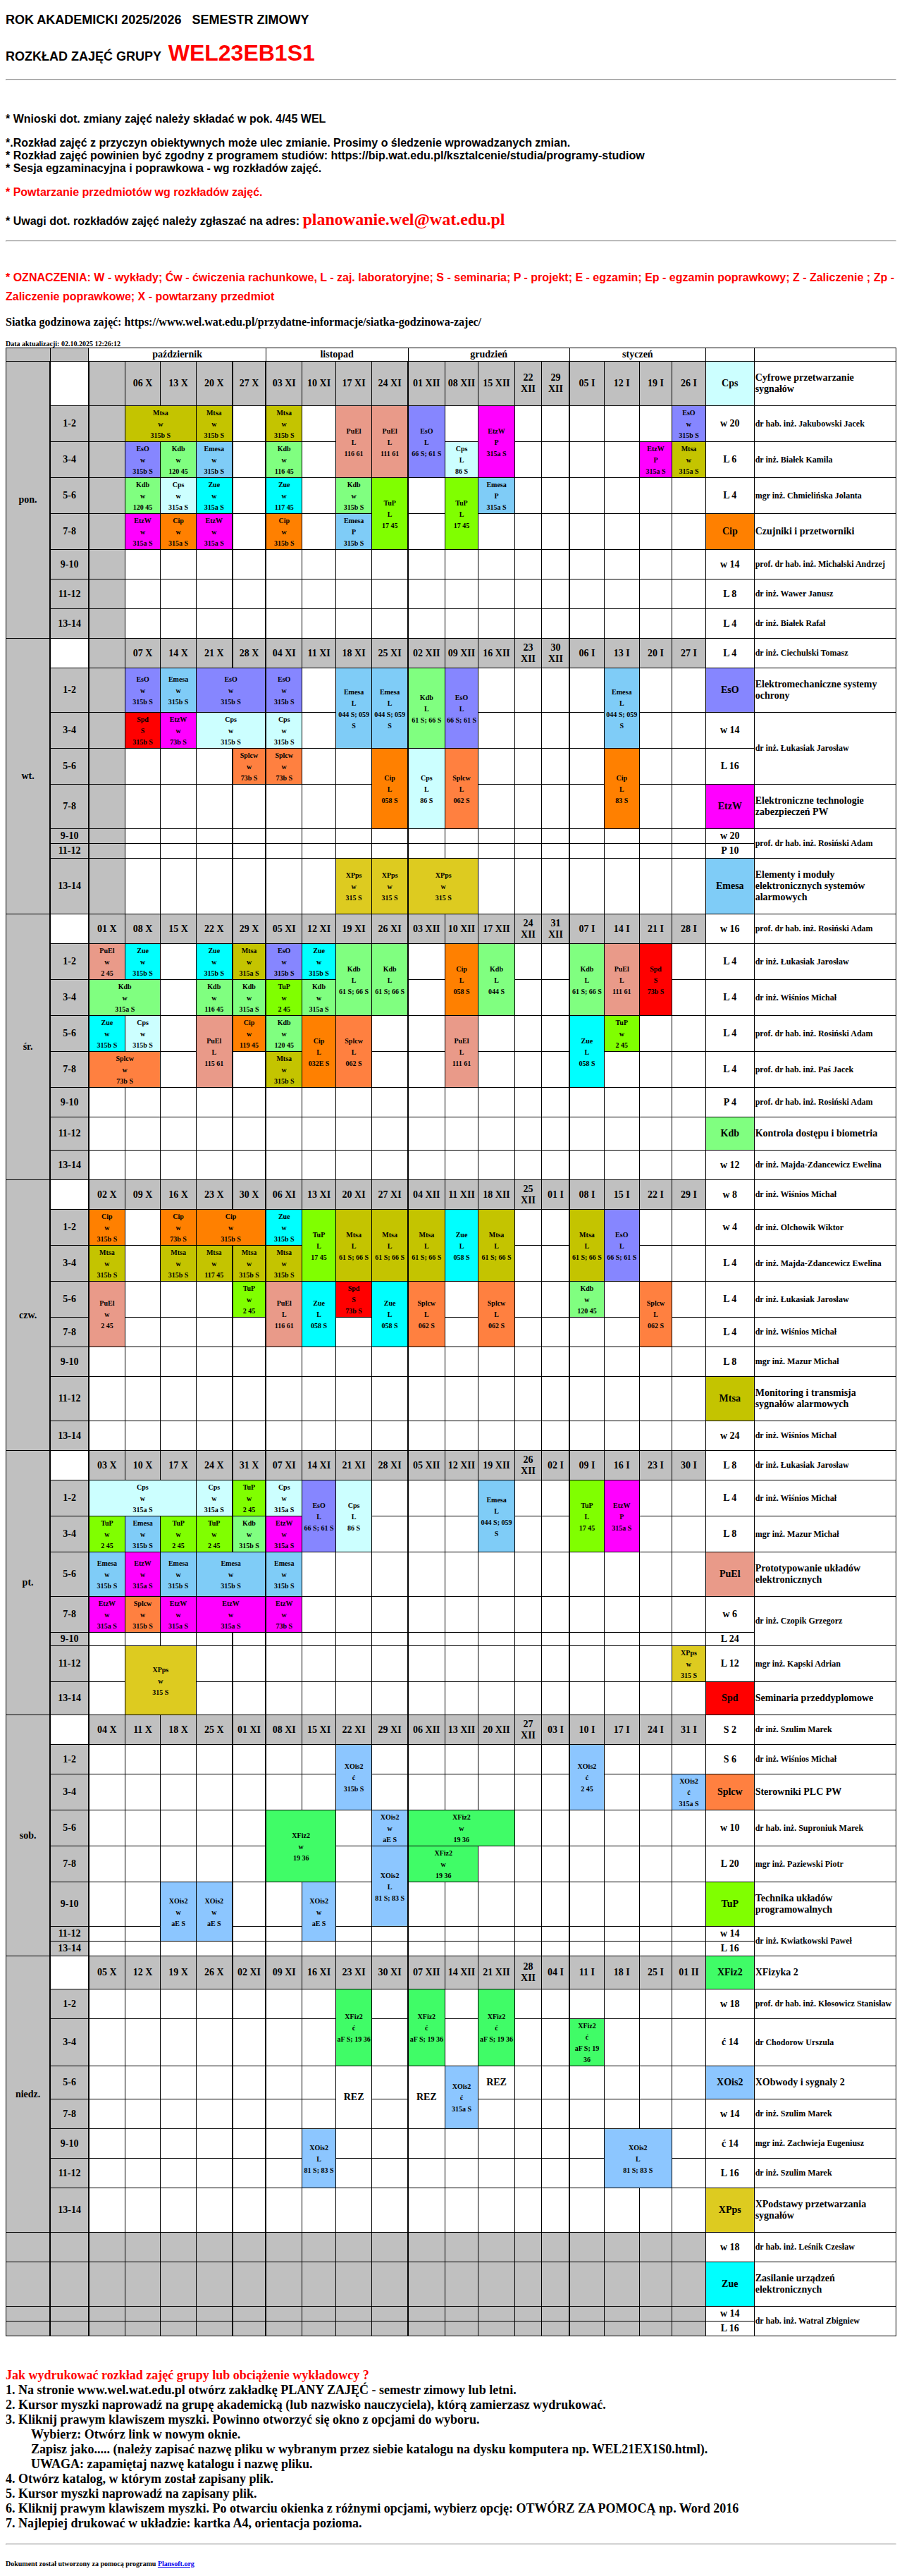 ROK AKADEMICKI 2025/2026 SEMESTR ZIMOWY
ROZKŁAD ZAJĘĆ GRUPY WEL23EB1S1
* Wnioski dot. zmiany zajęć należy składać w pok. 4/45 WEL
*.Rozkład zajęć z przyczyn obiektywnych może ulec zmianie. Prosimy o śledzenie wprowadzanych zmian.
* Rozkład zajęć powinien być zgodny z programem studiów: https://bip.wat.edu.pl/ksztalcenie/studia/programy-studiow
* Sesja egzaminacyjna i poprawkowa - wg rozkładów zajęć.
* Powtarzanie przedmiotów wg rozkładów zajęć.
* Uwagi dot. rozkładów zajęć należy zgłaszać na adres: planowanie.wel@wat.edu.pl
* OZNACZENIA: W - wykłady; Ćw - ćwiczenia rachunkowe, L - zaj. laboratoryjne; S - seminaria; P - projekt; E - egzamin; Ep - egzamin poprawkowy; Z - Zaliczenie ; Zp -
Zaliczenie poprawkowe; X - powtarzany przedmiot
Siatka godzinowa zajęć: https://www.wel.wat.edu.pl/przydatne-informacje/siatka-godzinowa-zajec/
Data aktualizacji: 02.10.2025 12:26:12
październik listopad grudzień styczeń
pon. 06 X 13 X 20 X 27 X 03 XI 10 XI 17 XI 24 XI 01 XII 08 XII 15 XII 22 XII 29 XII 05 I 12 I 19 I 26 I Cps Cyfrowe przetwarzanie sygnałów
1-2 Mtsa w 315b S Mtsa w 315b S Mtsa w 315b S PuEl L 116 61 PuEl L 111 61 EsO L 66 S; 61 S EtzW P 315a S EsO w 315b S w 20 dr hab. inż. Jakubowski Jacek
3-4 EsO w 315b S Kdb w 120 45 Emesa w 315b S Kdb w 116 45 Cps L 86 S EtzW P 315a S Mtsa w 315a S L 6 dr inż. Białek Kamila
5-6 Kdb w 120 45 Cps w 315a S Zue w 315a S Zue w 117 45 Kdb w 315b S TuP L 17 45 TuP L 17 45 Emesa P 315a S L 4 mgr inż. Chmielińska Jolanta
7-8 EtzW w 315a S Cip w 315a S EtzW w 315a S Cip w 315b S Emesa P 315b S Cip Czujniki i przetworniki
9-10 w 14 prof. dr hab. inż. Michalski Andrzej
11-12 L 8 dr inż. Wawer Janusz
13-14 L 4 dr inż. Białek Rafał
wt. 07 X 14 X 21 X 28 X 04 XI 11 XI 18 XI 25 XI 02 XII 09 XII 16 XII 23 XII 30 XII 06 I 13 I 20 I 27 I L 4 dr inż. Ciechulski Tomasz
1-2 EsO w 315b S Emesa w 315b S EsO w 315b S EsO w 315b S Emesa L 044 S; 059 S Emesa L 044 S; 059 S Kdb L 61 S; 66 S EsO L 66 S; 61 S Emesa L 044 S; 059 S EsO Elektromechaniczne systemy ochrony
3-4 Spd S 315b S EtzW w 73b S Cps w 315b S Cps w 315b S w 14 dr inż. Łukasiak Jarosław
5-6 Splcw w 73b S Splcw w 73b S Cip L 058 S Cps L 86 S Splcw L 062 S Cip L 83 S L 16
7-8 EtzW Elektroniczne technologie zabezpieczeń PW
9-10 w 20 prof. dr hab. inż. Rosiński Adam
11-12 P 10
13-14 XPps w 315 S XPps w 315 S XPps w 315 S Emesa Elementy i moduły elektronicznych systemów alarmowych
śr. 01 X 08 X 15 X 22 X 29 X 05 XI 12 XI 19 XI 26 XI 03 XII 10 XII 17 XII 24 XII 31 XII 07 I 14 I 21 I 28 I w 16 prof. dr hab. inż. Rosiński Adam
1-2 PuEl w 2 45 Zue w 315b S Zue w 315b S Mtsa w 315a S EsO w 315b S Zue w 315b S Kdb L 61 S; 66 S Kdb L 61 S; 66 S Cip L 058 S Kdb L 044 S Kdb L 61 S; 66 S PuEl L 111 61 Spd S 73b S L 4 dr inż. Łukasiak Jarosław
3-4 Kdb w 315a S Kdb w 116 45 Kdb w 315a S TuP w 2 45 Kdb w 315a S L 4 dr inż. Wiśnios Michał
5-6 Zue w 315b S Cps w 315b S PuEl L 115 61 Cip w 119 45 Kdb w 120 45 Cip L 032E S Splcw L 062 S PuEl L 111 61 Zue L 058 S TuP w 2 45 L 4 prof. dr hab. inż. Rosiński Adam
7-8 Splcw w 73b S Mtsa w 315b S L 4 prof. dr hab. inż. Paś Jacek
9-10 P 4 prof. dr hab. inż. Rosiński Adam
11-12 Kdb Kontrola dostępu i biometria
13-14 w 12 dr inż. Majda-Zdancewicz Ewelina
czw. 02 X 09 X 16 X 23 X 30 X 06 XI 13 XI 20 XI 27 XI 04 XII 11 XII 18 XII 25 XII 01 I 08 I 15 I 22 I 29 I w 8 dr inż. Wiśnios Michał
1-2 Cip w 315b S Cip w 73b S Cip w 315b S Zue w 315b S TuP L 17 45 Mtsa L 61 S; 66 S Mtsa L 61 S; 66 S Mtsa L 61 S; 66 S Zue L 058 S Mtsa L 61 S; 66 S Mtsa L 61 S; 66 S EsO L 66 S; 61 S w 4 dr inż. Olchowik Wiktor
3-4 Mtsa w 315b S Mtsa w 315b S Mtsa w 117 45 Mtsa w 315b S Mtsa w 315b S L 4 dr inż. Majda-Zdancewicz Ewelina
5-6 PuEl w 2 45 TuP w 2 45 PuEl L 116 61 Zue L 058 S Spd S 73b S Zue L 058 S Splcw L 062 S Splcw L 062 S Kdb w 120 45 Splcw L 062 S L 4 dr inż. Łukasiak Jarosław
7-8 L 4 dr inż. Wiśnios Michał
9-10 L 8 mgr inż. Mazur Michał
11-12 Mtsa Monitoring i transmisja sygnałów alarmowych
13-14 w 24 dr inż. Wiśnios Michał
pt. 03 X 10 X 17 X 24 X 31 X 07 XI 14 XI 21 XI 28 XI 05 XII 12 XII 19 XII 26 XII 02 I 09 I 16 I 23 I 30 I L 8 dr inż. Łukasiak Jarosław
1-2 Cps w 315a S Cps w 315a S TuP w 2 45 Cps w 315a S EsO L 66 S; 61 S Cps L 86 S Emesa L 044 S; 059 S TuP L 17 45 EtzW P 315a S L 4 dr inż. Wiśnios Michał
3-4 TuP w 2 45 Emesa w 315b S TuP w 2 45 TuP w 2 45 Kdb w 315b S EtzW w 315a S L 8 mgr inż. Mazur Michał
5-6 Emesa w 315b S EtzW w 315a S Emesa w 315b S Emesa w 315b S Emesa w 315b S PuEl Prototypowanie układów elektronicznych
7-8 EtzW w 315a S Splcw w 315b S EtzW w 315a S EtzW w 315a S EtzW w 73b S w 6 dr inż. Czopik Grzegorz
9-10 L 24
11-12 XPps w 315 S XPps w 315 S L 12 mgr inż. Kapski Adrian
13-14 Spd Seminaria przeddyplomowe
sob. 04 X 11 X 18 X 25 X 01 XI 08 XI 15 XI 22 XI 29 XI 06 XII 13 XII 20 XII 27 XII 03 I 10 I 17 I 24 I 31 I S 2 dr inż. Szulim Marek
1-2 XOis2 ć 315b S XOis2 ć 2 45 S 6 dr inż. Wiśnios Michał
3-4 XOis2 ć 315a S Splcw Sterowniki PLC PW
5-6 XFiz2 w 19 36 XOis2 w aE S XFiz2 w 19 36 w 10 dr hab. inż. Suproniuk Marek
7-8 XOis2 L 81 S; 83 S XFiz2 w 19 36 L 20 mgr inż. Paziewski Piotr
9-10 XOis2 w aE S XOis2 w aE S XOis2 w aE S TuP Technika układów programowalnych
11-12 w 14 dr inż. Kwiatkowski Paweł
13-14 L 16
niedz. 05 X 12 X 19 X 26 X 02 XI 09 XI 16 XI 23 XI 30 XI 07 XII 14 XII 21 XII 28 XII 04 I 11 I 18 I 25 I 01 II XFiz2 XFizyka 2
1-2 XFiz2 ć aF S; 19 36 XFiz2 ć aF S; 19 36 XFiz2 ć aF S; 19 36 w 18 prof. dr hab. inż. Kłosowicz Stanisław
3-4 XFiz2 ć aF S; 19 36 ć 14 dr Chodorow Urszula
5-6 REZ REZ XOis2 ć 315a S REZ XOis2 XObwody i sygnały 2
7-8 w 14 dr inż. Szulim Marek
9-10 XOis2 L 81 S; 83 S XOis2 L 81 S; 83 S ć 14 mgr inż. Zachwieja Eugeniusz
11-12 L 16 dr inż. Szulim Marek
13-14 XPps XPodstawy przetwarzania sygnałów
w 18 dr hab. inż. Leśnik Czesław
Zue Zasilanie urządzeń elektronicznych
w 14 dr hab. inż. Watral Zbigniew
L 16
Jak wydrukować rozkład zajęć grupy lub obciążenie wykładowcy ?
1. Na stronie www.wel.wat.edu.pl otwórz zakładkę PLANY ZAJĘĆ - semestr zimowy lub letni.
2. Kursor myszki naprowadź na grupę akademicką (lub nazwisko nauczyciela), którą zamierzasz wydrukować.
3. Kliknij prawym klawiszem myszki. Powinno otworzyć się okno z opcjami do wyboru.
Wybierz: Otwórz link w nowym oknie.
Zapisz jako..... (należy zapisać nazwę pliku w wybranym przez siebie katalogu na dysku komputera np. WEL21EX1S0.html).
UWAGA: zapamiętaj nazwę katalogu i nazwę pliku.
4. Otwórz katalog, w którym został zapisany plik.
5. Kursor myszki naprowadź na zapisany plik.
6. Kliknij prawym klawiszem myszki. Po otwarciu okienka z różnymi opcjami, wybierz opcję: OTWÓRZ ZA POMOCĄ np. Word 2016
7. Najlepiej drukować w układzie: kartka A4, orientacja pozioma.
Dokument został utworzony za pomocą programu Plansoft.org